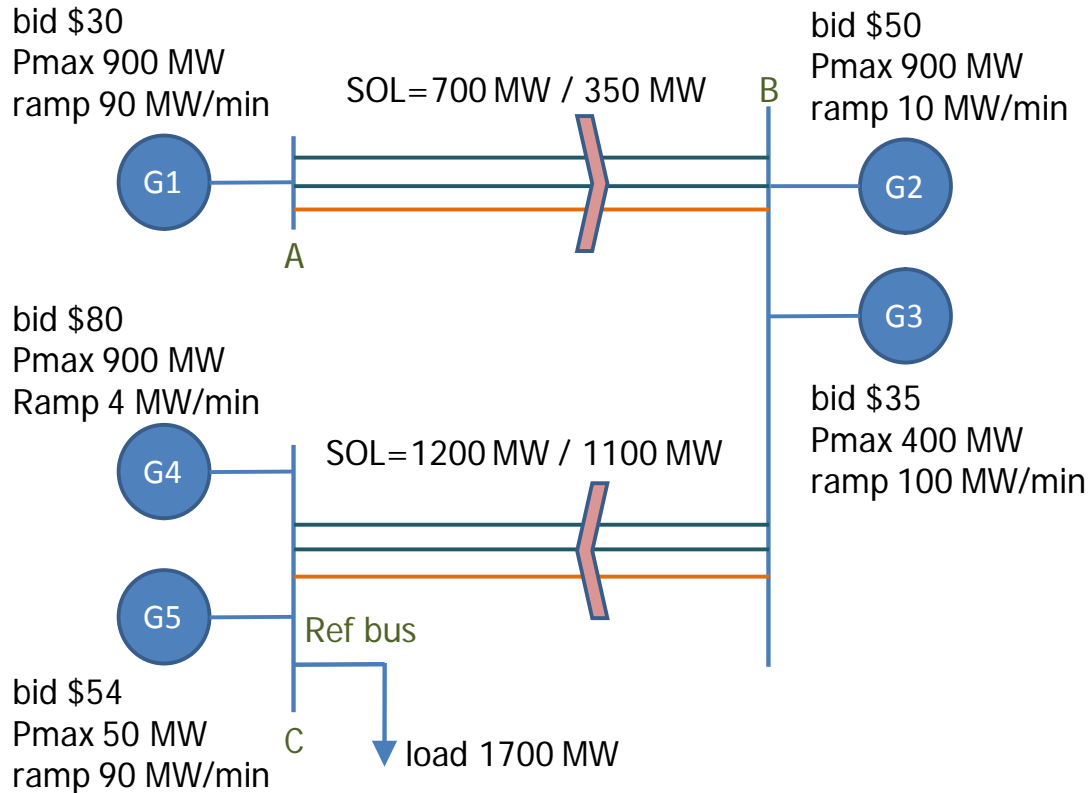 bid $30
Pmax 900 MW
ramp 90 MW/min
G1
A
SOL=700 MW / 350 MW
B
bid $50
Pmax 900 MW
ramp 10 MW/min
G2
G3
bid $35
Pmax 400 MW
ramp 100 MW/min
bid $80
Pmax 900 MW
Ramp 4 MW/min
G4
SOL=1200 MW / 1100 MW
G5
Ref bus
bid $54
Pmax 50 MW
ramp 90 MW/min
C
load 1700 MW